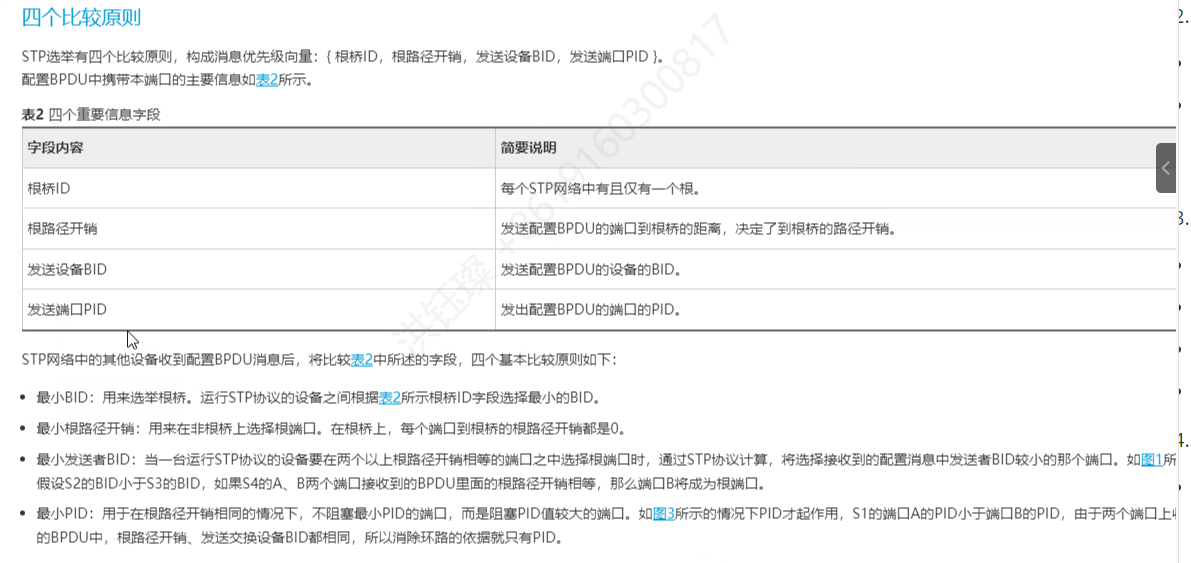 四个比较原则
STP选举有四个比较原则，构成消息优先级向量：{ 根桥ID，根路径开销，发送设备BID，发送端口PID }。
配置BPDU中携带本端口的主要信息如表2所示。
表2 四个重要信息字段
字段内容 简要说明
根桥ID 每个STP网络中有且仅有一个根。
根路径开销 发送配置BPDU的端口到根桥的距离，决定了到根桥的路径开销。
发送设备BID 发送配置BPDU的设备的BID。
发送端口PID 发出配置BPDU的端口的PID。
STP网络中的其他设备收到配置BPDU消息后，将比较表2中所述的字段，四个基本比较原则如下：
• 最小BID：用来选举根桥。运行STP协议的设备之间根据表2所示根桥ID字段选择最小的BID。
• 最小根路径开销：用来在非根桥上选择根端口。在根桥上，每个端口到根桥的根路径开销都是0。
• 最小发送者BID：当一台运行STP协议的设备要在两个以上根路径开销相等的端口之中选择根端口时，通过STP协议计算，将选择接收到的配置消息中发送者BID较小的那个端口。如图1所
假设S2的BID小于S3的BID，如果S4的A、B两个端口接收到的BPDU里面的根路径开销相等，那么端口B将成为根端口。
• 最小PID：用于在根路径开销相同的情况下，不阻塞最小PID的端口，而是阻塞PID值较大的端口。如图3所示的情况下PID才起作用，S1的端口A的PID小于端口B的PID，由于两个端口上
的BPDU中，根路径开销、发送交换设备BID都相同，所以消除环路的依据就只有PID。
洪钰璨 +8619160300817
2.
3.
4.